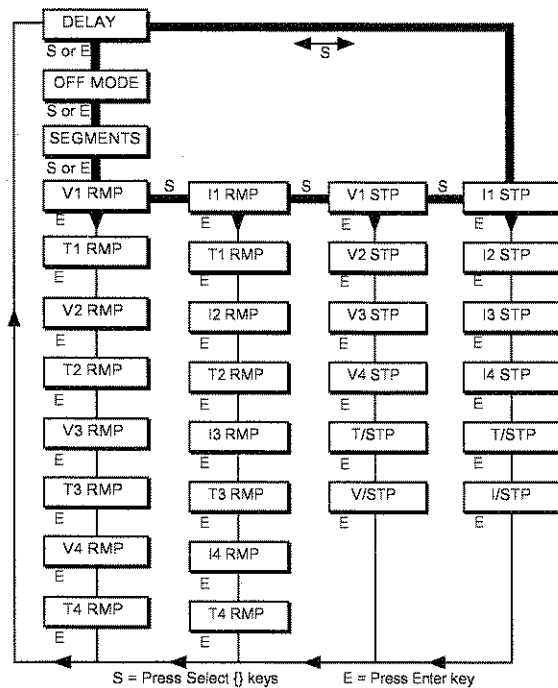 DELAY
S or E
S
OFF MODE
S or E
SEGMENTS
S or E
V1 RMP S I1 RMP S V1 STP S I1 STP
E E E E
T1 RMP T1 RMP V2 STP I2 STP
E E E E
V2 RMP I2 RMP V3 STP I3 STP
E E E E
T2 RMP T2 RMP V4 STP I4 STP
E E E E
V3 RMP I3 RMP T/STP T/STP
E E E E
T3 RMP T3 RMP V/STP I/STP
E E E E
V4 RMP I4 RMP
E E
T4 RMP T4 RMP
E E
S = Press Select {} keys E = Press Enter key